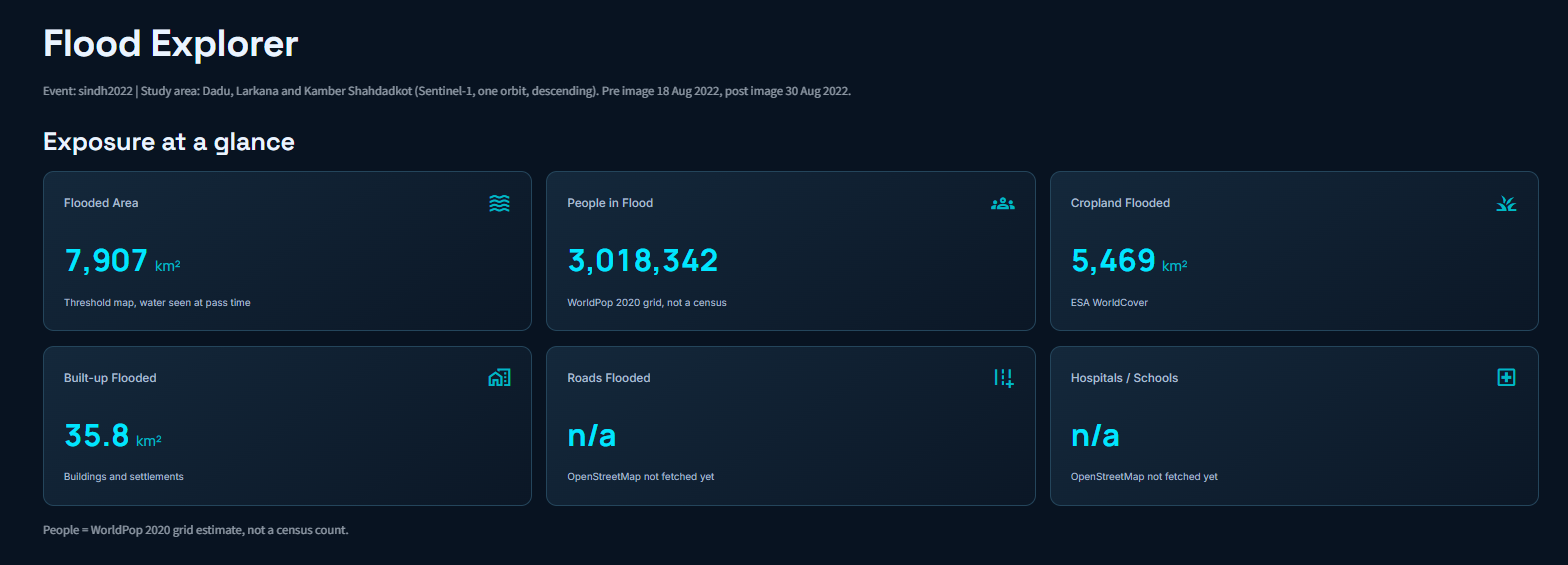 Flood Explorer
Event: sindh2022 | Study area: Dadu, Larkana and Kamber Shahdadkot (Sentinel-1, one orbit, descending). Pre image 18 Aug 2022, post image 30 Aug 2022.
Exposure at a glance
Flooded Area
7,907 km²
Threshold map, water seen at pass time
People in Flood
3,018,342
WorldPop 2020 grid, not a census
Cropland Flooded
5,469 km²
ESA WorldCover
Built-up Flooded
35.8 km²
Buildings and settlements
Roads Flooded
n/a
OpenStreetMap not fetched yet
Hospitals / Schools
n/a
OpenStreetMap not fetched yet
People = WorldPop 2020 grid estimate, not a census count.